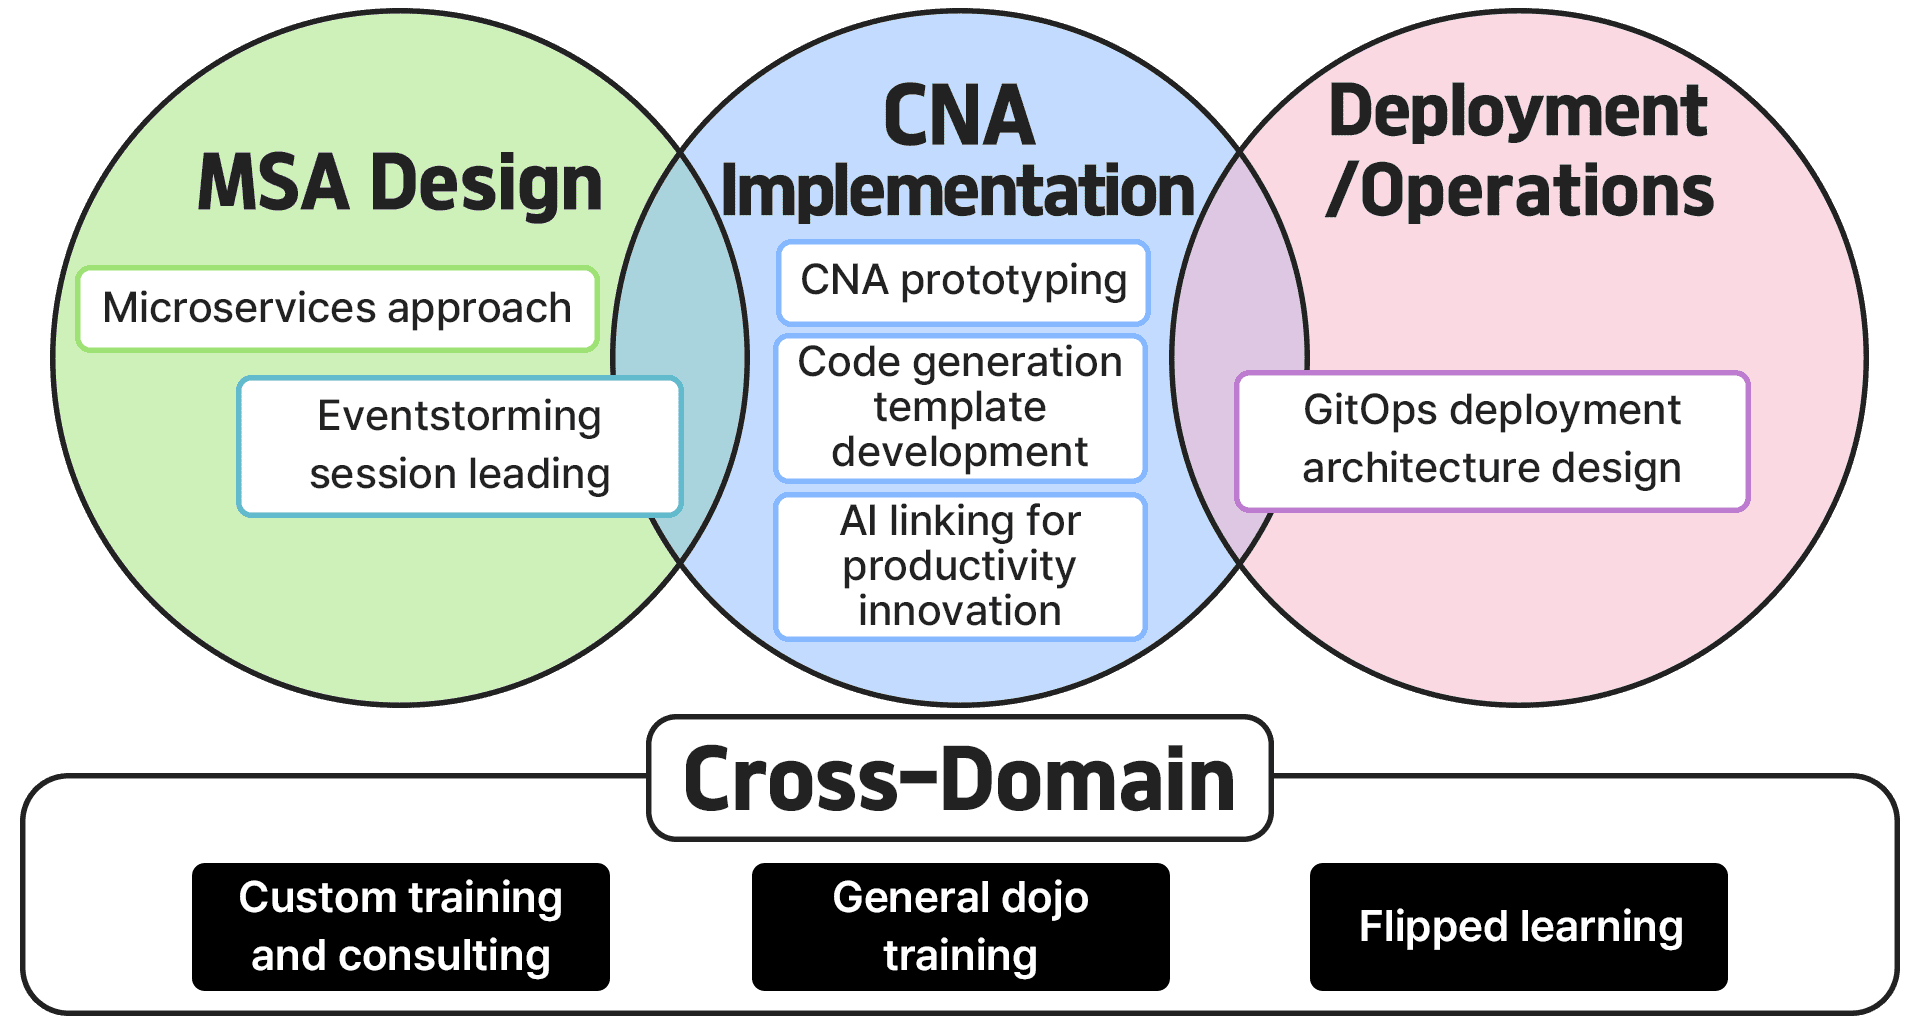 MSA Design
Microservices approach
Eventstorming
session leading
CNA
Implementation
CNA prototyping
Code generation
template
development
AI linking for
productivity
innovation
Deployment
/Operations
GitOps deployment
architecture design
Cross-Domain
Custom training
and consulting
General dojo
training
Flipped learning